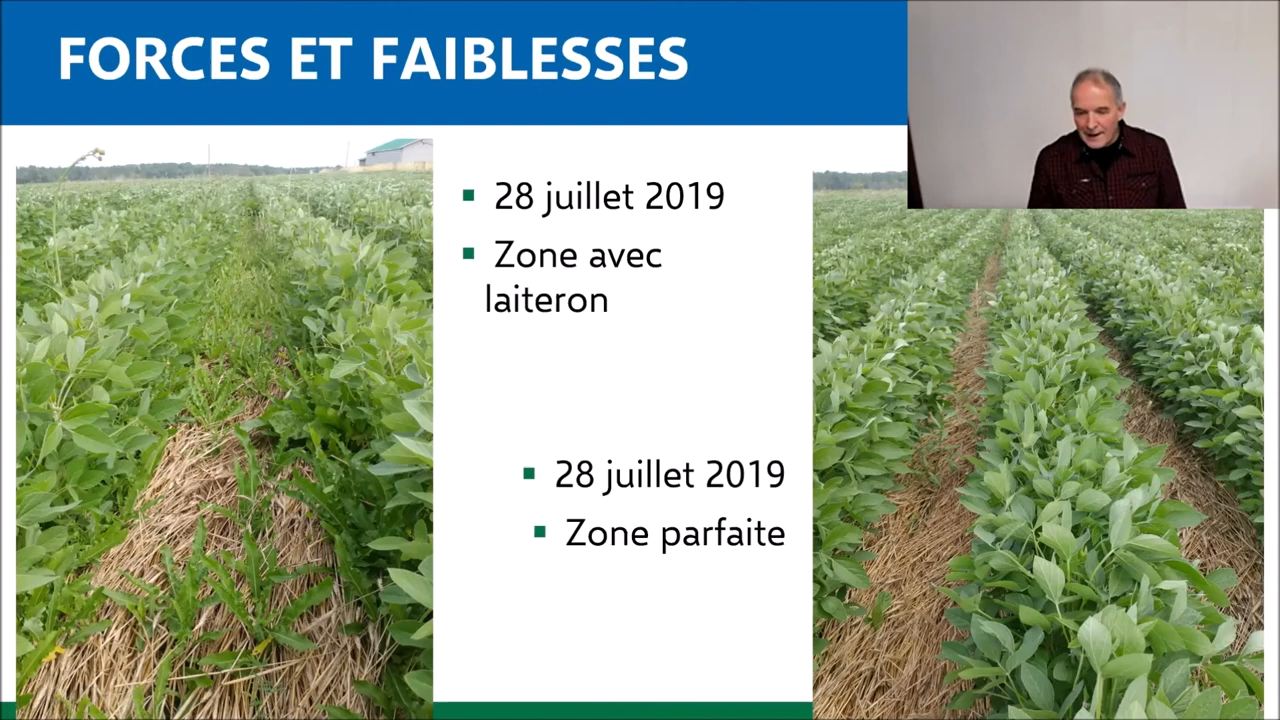 FORCES ET FAIBLESSES
▪ 28 juillet 2019
▪ Zone avec
laiteron
▪ 28 juillet 2019
▪ Zone parfaite